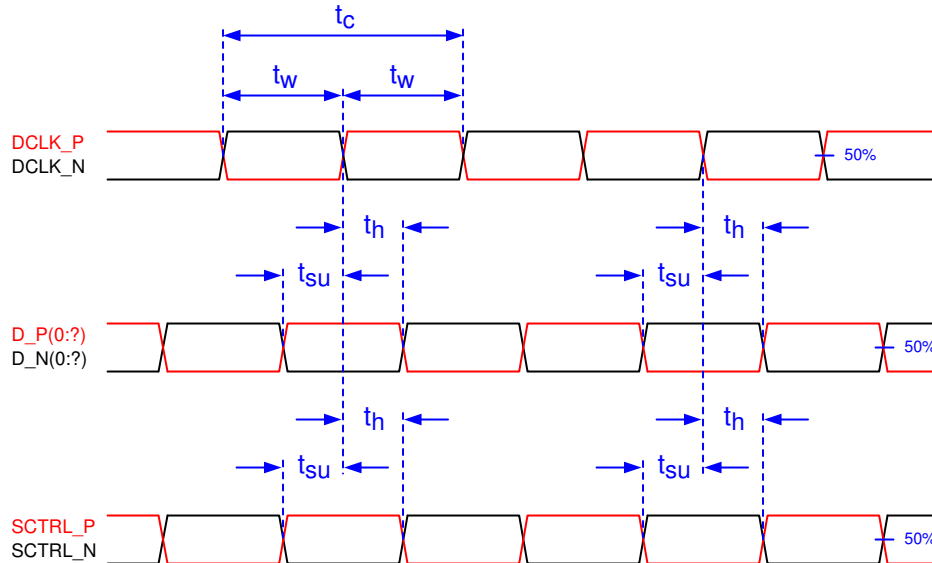 tc
tw tw
DCLK_P
DCLK_N
50%
th th
tsu tsu
D_P(0:?)
D_N(0:?)
50%
th th
tsu tsu
SCTRL_P
SCTRL_N
50%